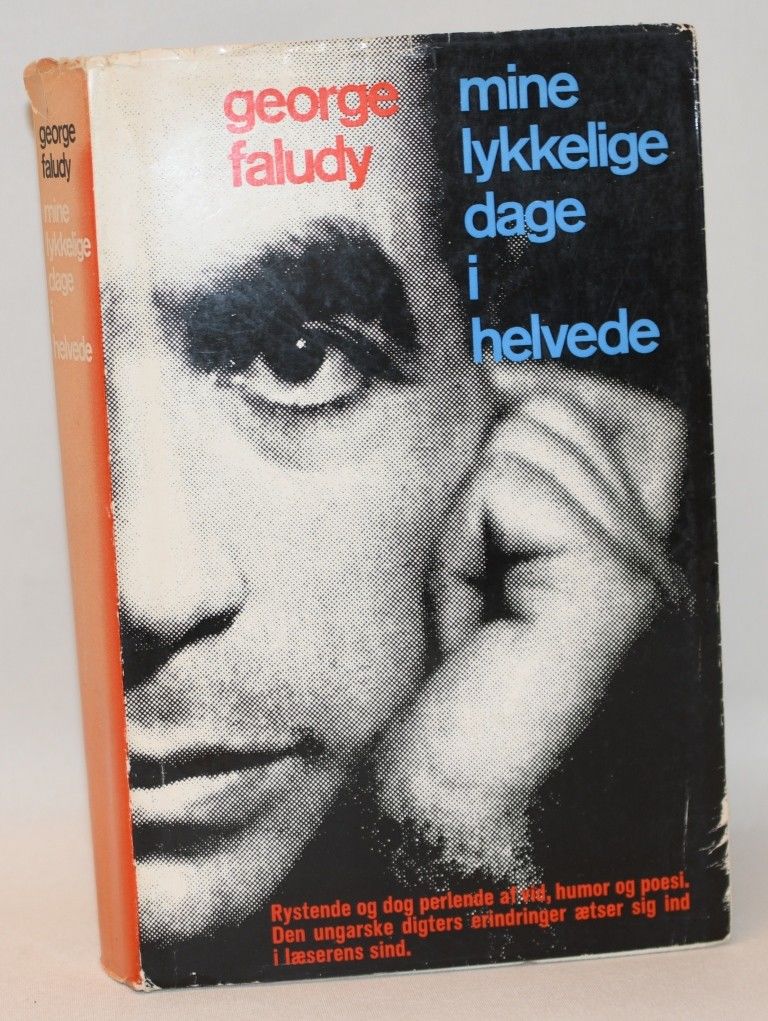 george
faludy
mine
lykkelige
dage
i
helvede
george
faludy
mine
lykkelige
dage
i
helvede
Rystende og dog perlende af vid, humor og poesi.
Den ungarske digters erindringer ætser sig ind
i læserens sind.